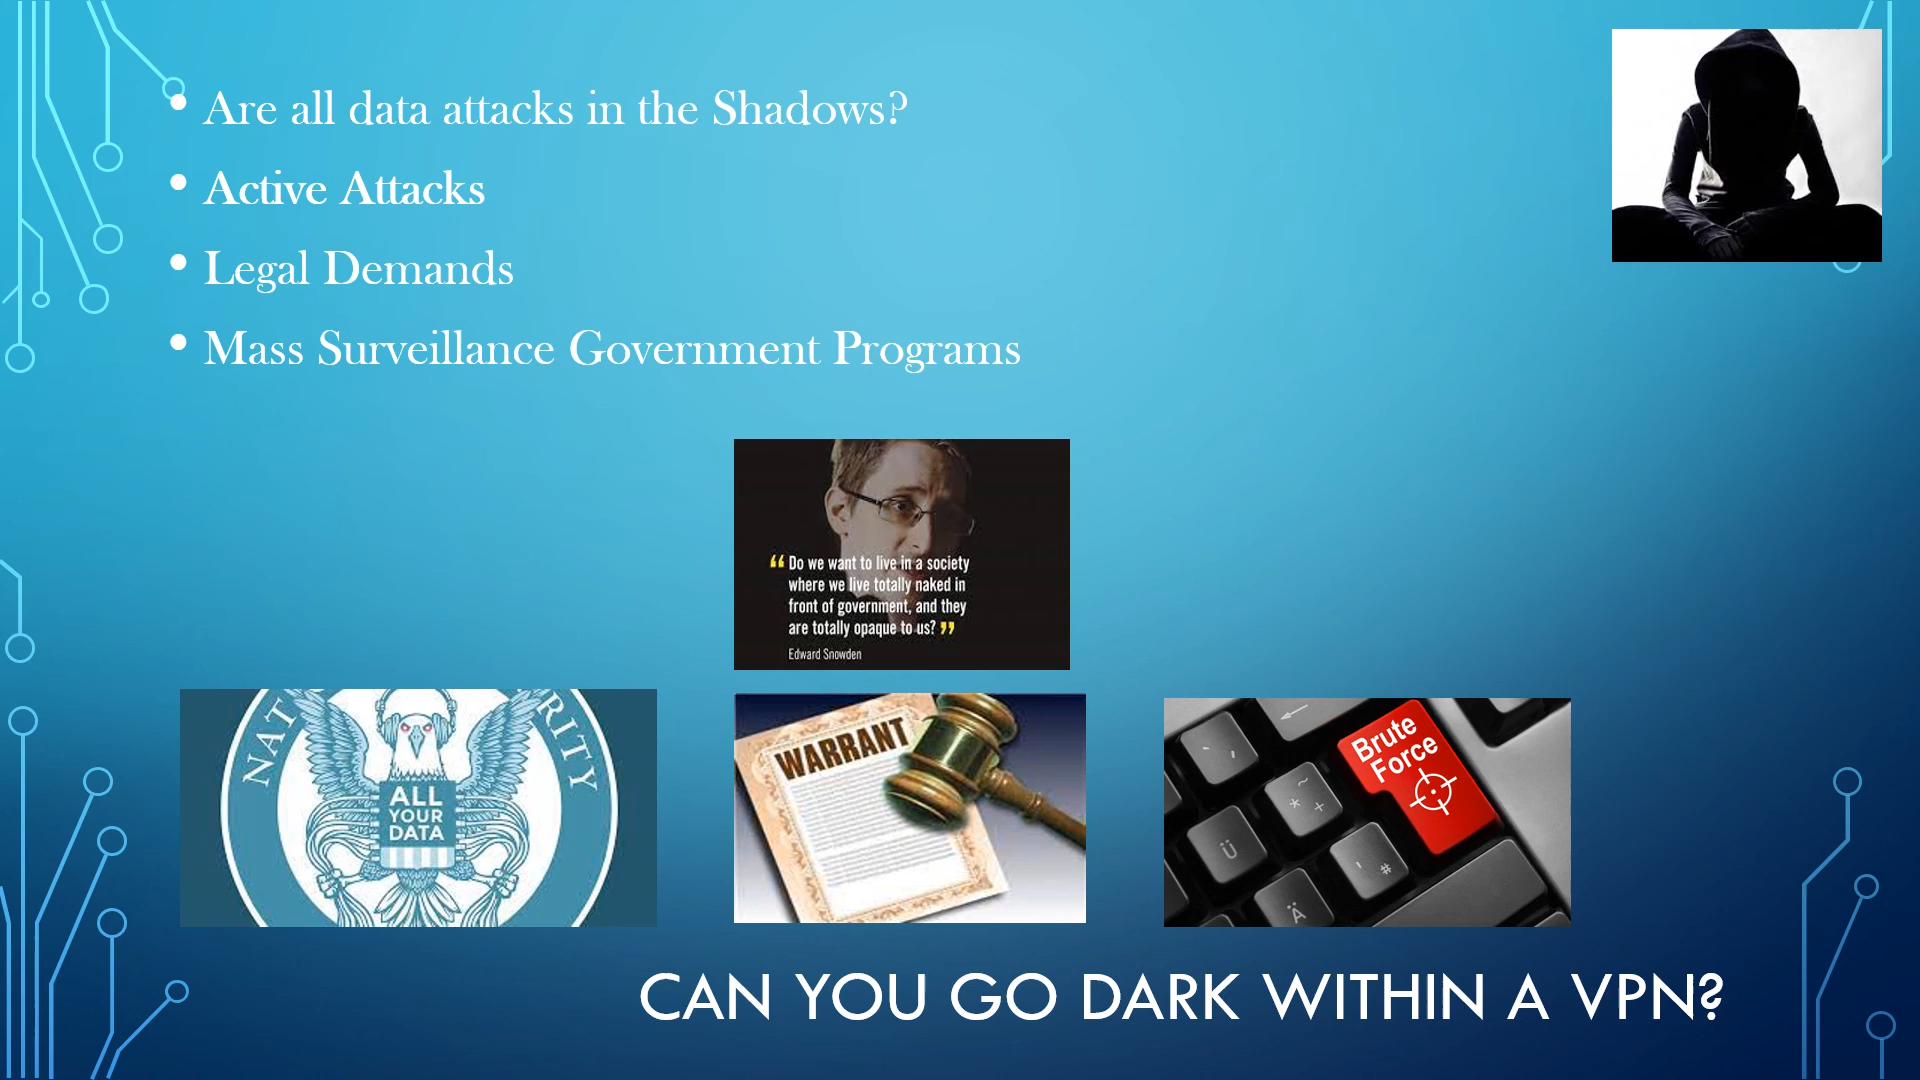 • Are all data attacks in the Shadows?
• Active Attacks
• Legal Demands
• Mass Surveillance Government Programs
“Do we want to live in a society
where we live totally naked in
front of government, and they
are totally opaque to us?”
Edward Snowden
NAT RITY
ALL
YOUR
DATA
WARRANT
Brute
Force
Ü
* ~ +
' #
Ä
CAN YOU GO DARK WITHIN A VPN?